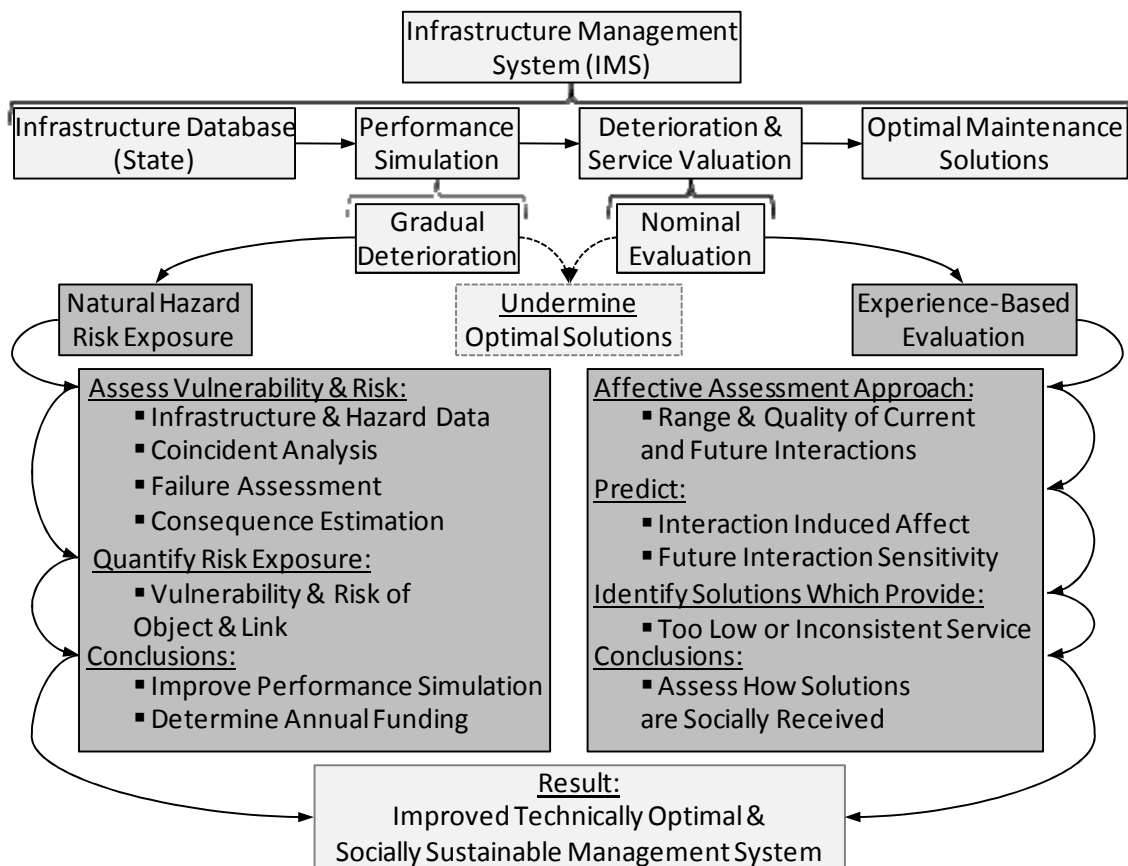 Infrastructure Management
System (IMS)
Infrastructure Database
(State)
Performance
Simulation
Deterioration &
Service Valuation
Optimal Maintenance
Solutions
Gradual
Deterioration
Nominal
Evaluation
Natural Hazard
Risk Exposure
Undermine
Optimal Solutions
Experience-Based
Evaluation
Assess Vulnerability & Risk:
▪ Infrastructure & Hazard Data
▪ Coincident Analysis
▪ Failure Assessment
▪ Consequence Estimation
Quantify Risk Exposure:
▪ Vulnerability & Risk of
Object & Link
Conclusions:
▪ Improve Performance Simulation
▪ Determine Annual Funding
Affective Assessment Approach:
▪ Range & Quality of Current
and Future Interactions
Predict:
▪ Interaction Induced Affect
▪ Future Interaction Sensitivity
Identify Solutions Which Provide:
▪ Too Low or Inconsistent Service
Conclusions:
▪ Assess How Solutions
are Socially Received
Result:
Improved Technically Optimal &
Socially Sustainable Management System